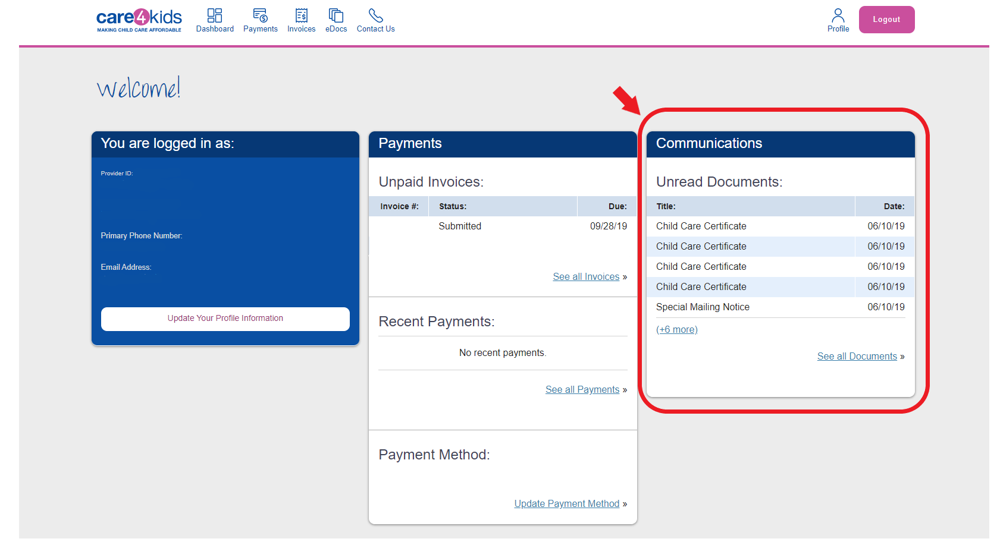 care4kids
MAKING CHILD CARE AFFORDABLE
Dashboard
Payments
Invoices
eDocs
Contact Us
Profile
Logout
Welcome!
You are logged in as:
Provider ID:
Primary Phone Number:
Email Address:
Update Your Profile Information
Payments
Unpaid Invoices:
Invoice #: Status: Due:
Submitted 09/28/19
See all Invoices »
Recent Payments:
No recent payments.
See all Payments »
Payment Method:
Update Payment Method »
Communications
Unread Documents:
Title: Date:
Child Care Certificate 06/10/19
Child Care Certificate 06/10/19
Child Care Certificate 06/10/19
Child Care Certificate 06/10/19
Special Mailing Notice 06/10/19
(+6 more)
See all Documents »